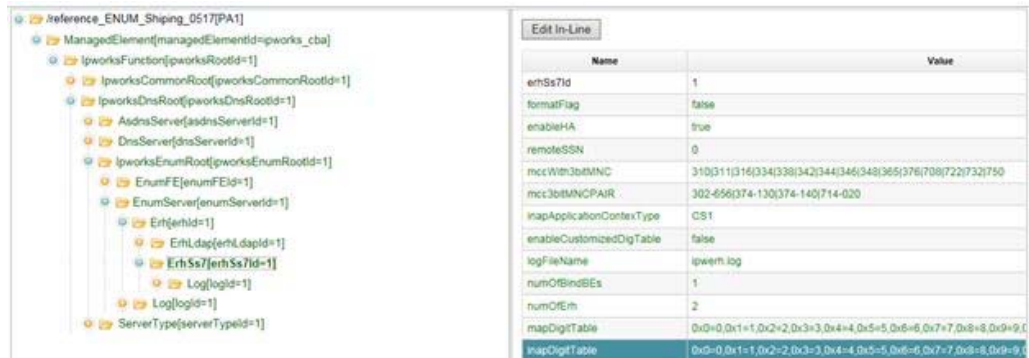 /reference_ENUM_Shiping_0517[PA1]
ManagedElement[managedElementId=ipworks_cba]
IpworksFunction[ipworksRootId=1]
IpworksCommonRoot[ipworksCommonRootId=1]
IpworksDnsRoot[ipworksDnsRootId=1]
AsdnsServer[asdnsServerId=1]
DnsServer[dnsServerId=1]
IpworksEnumRoot[ipworksEnumRootId=1]
EnumFE[enumFEId=1]
EnumServer[enumServerId=1]
Erh[erhId=1]
ErhLdap[erhLdapId=1]
ErhSs7[erhSs7Id=1]
Log[logId=1]
Log[logId=1]
ServerType[serverTypeId=1]
Edit In-Line
Name Value
erhSs7Id 1
formatFlag false
enableHA true
remoteSSN 0
mccWith3bitMNC 310|311|316|334|338|342|344|346|348|365|376|708|722|732|750
mcc3bitMNCPAIR 302-656|374-130|374-140|714-020
inapApplicationContexType CS1
enableCustomizedDigTable false
logFileName ipwerh.log
numOfBindBEs 1
numOfErh 2
mapDigitTable 0x0=0,0x1=1,0x2=2,0x3=3,0x4=4,0x5=5,0x6=6,0x7=7,0x8=8,0x9=9,0
inapDigitTable 0x0=0,0x1=1,0x2=2,0x3=3,0x4=4,0x5=5,0x6=6,0x7=7,0x8=8,0x9=9,0